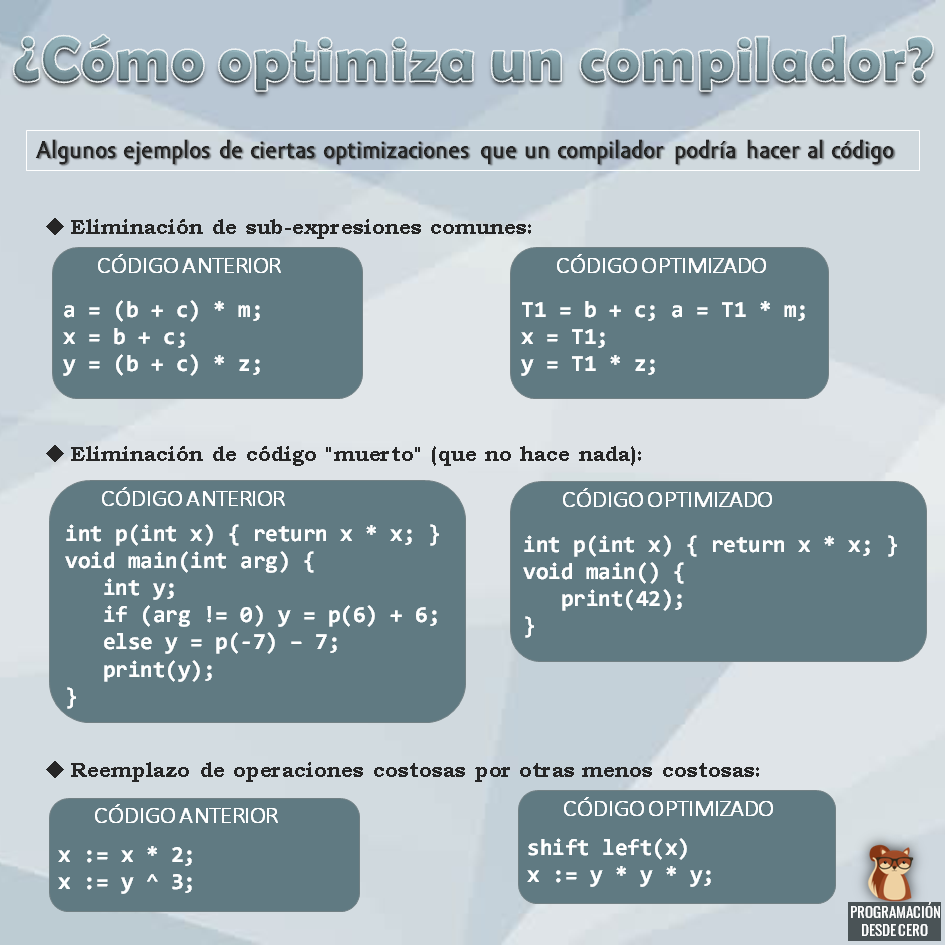 ¿Cómo optimiza un compilador?
Algunos ejemplos de ciertas optimizaciones que un compilador podría hacer al código
◆ Eliminación de sub-expresiones comunes:
CÓDIGO ANTERIOR
a = (b + c) * m;
x = b + c;
y = (b + c) * z;
CÓDIGO OPTIMIZADO
T1 = b + c; a = T1 * m;
x = T1;
y = T1 * z;
◆ Eliminación de código "muerto" (que no hace nada):
CÓDIGO ANTERIOR
int p(int x) { return x * x; }
void main(int arg) {
int y;
if (arg != 0) y = p(6) + 6;
else y = p(-7) – 7;
print(y);
}
CÓDIGO OPTIMIZADO
int p(int x) { return x * x; }
void main() {
print(42);
}
◆ Reemplazo de operaciones costosas por otras menos costosas:
CÓDIGO ANTERIOR
x := x * 2;
x := y ^ 3;
CÓDIGO OPTIMIZADO
shift left(x)
x := y * y * y;
PROGRAMACIÓN
DESDE CERO